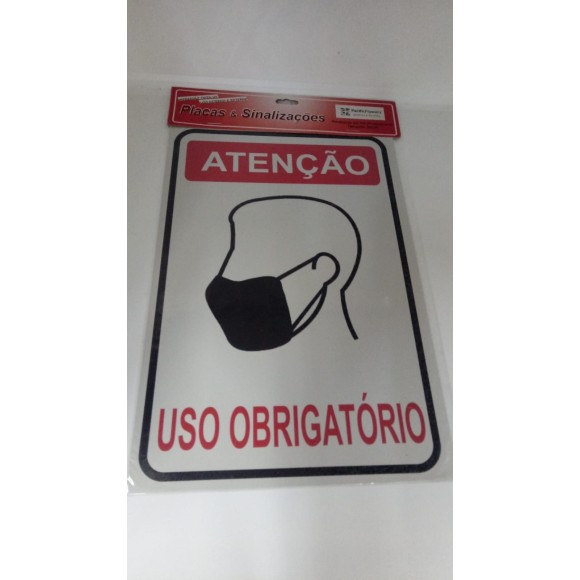 Placas & Sinalizações
ATENÇÃO
USO OBRIGATÓRIO